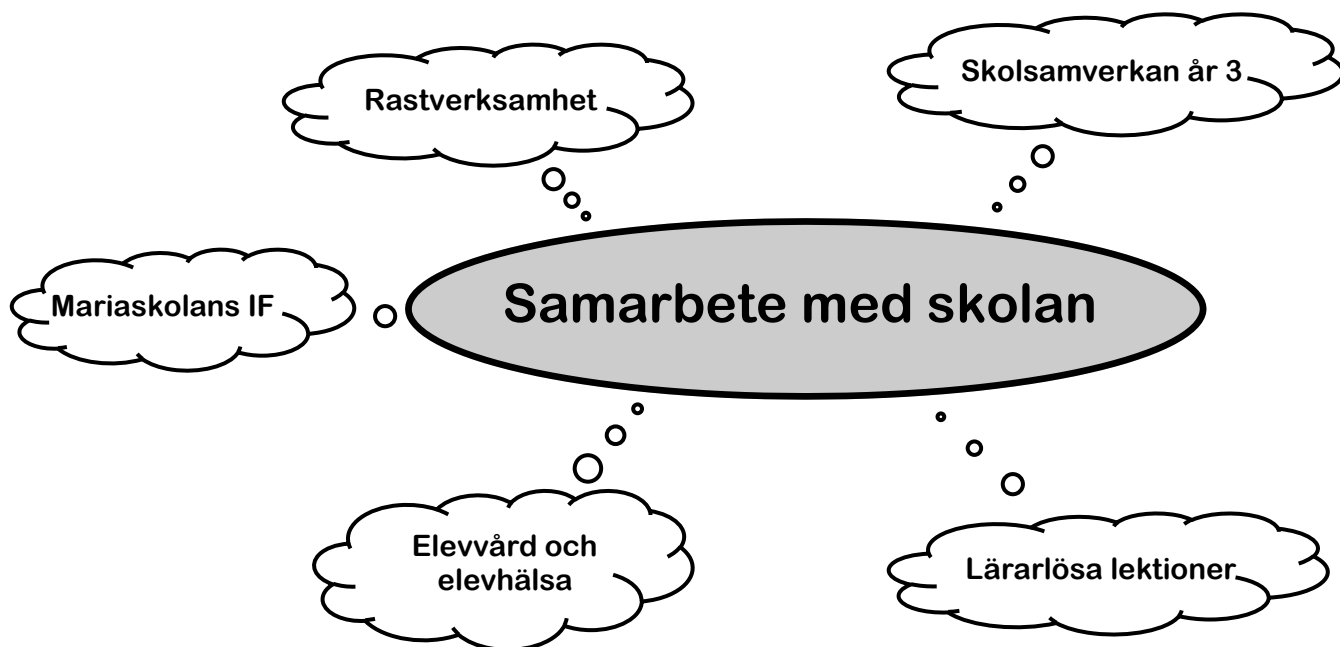 Skolsamverkan år 3
Rastverksamhet
Samarbete med skolan
Mariaskolans IF
Elevvård och
elevhälsa
Lärarlösa lektioner